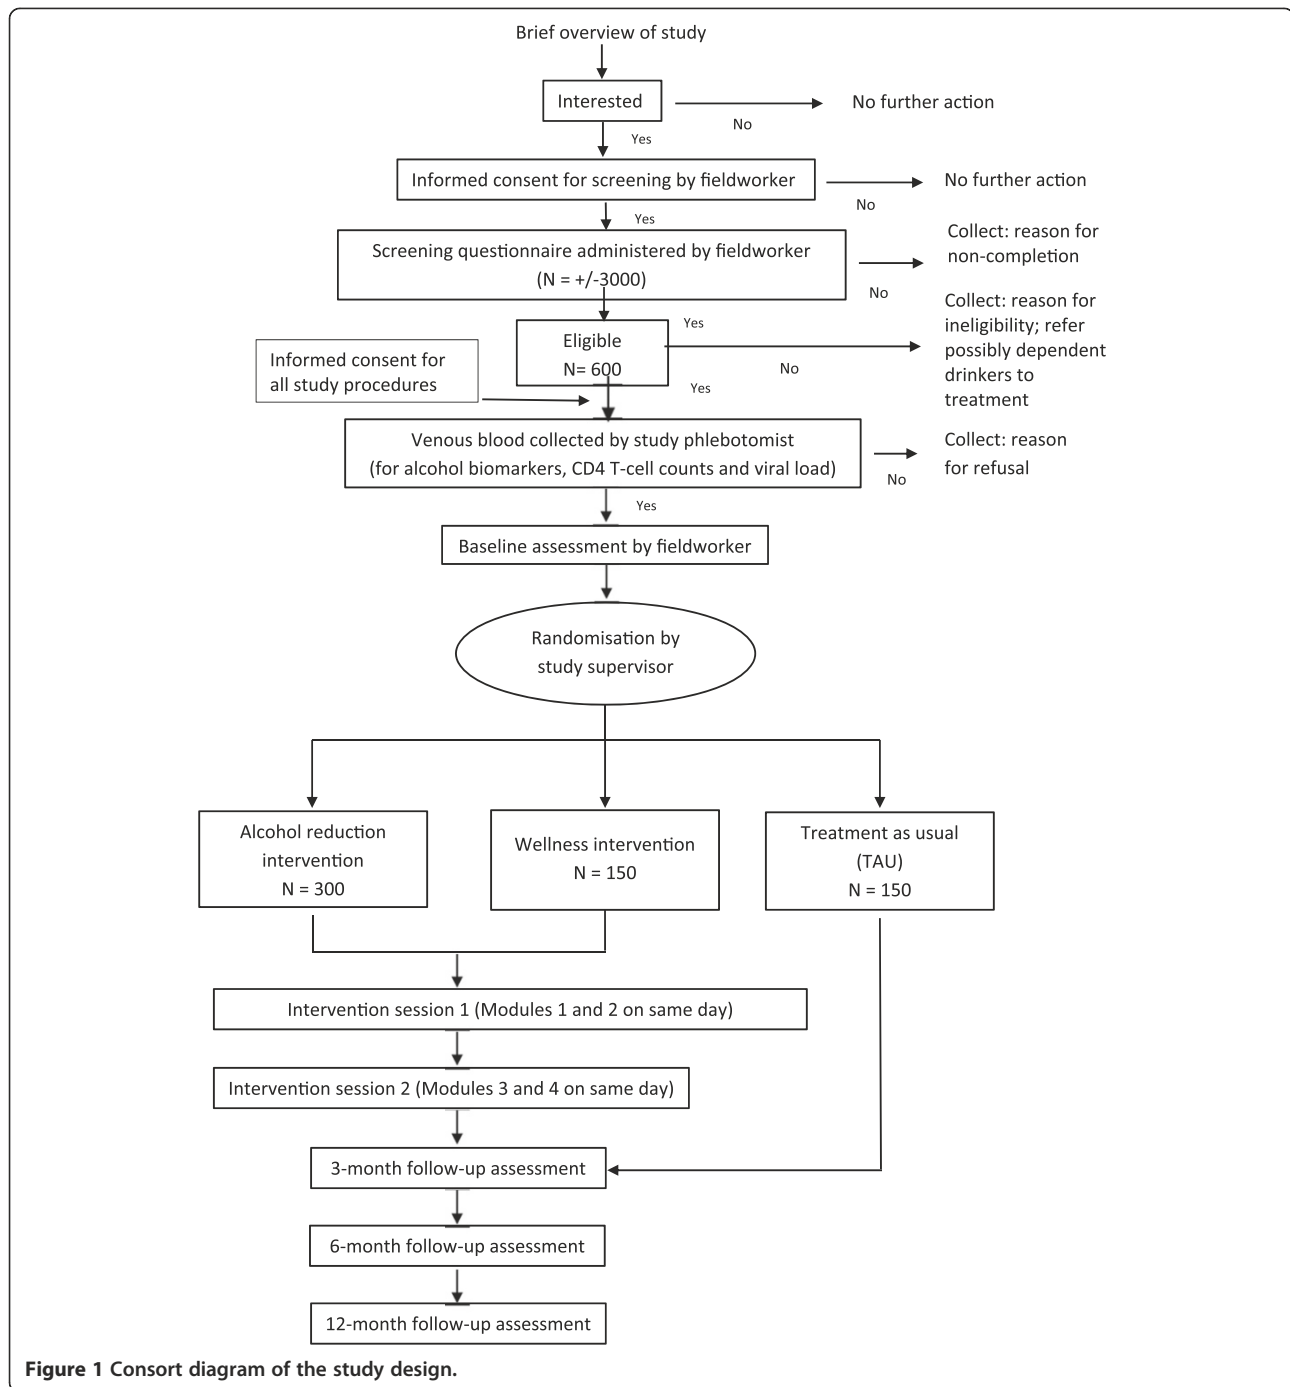 Brief overview of study
Interested
No further action
No
Yes
Informed consent for screening by fieldworker
No further action
No
Yes
Screening questionnaire administered by fieldworker
(N = +/-3000)
Collect: reason for
non-completion
No
Yes
Eligible
N= 600
No
Collect: reason for
ineligibility; refer
possibly dependent
drinkers to
treatment
Informed consent for
all study procedures
Yes
Venous blood collected by study phlebotomist
(for alcohol biomarkers, CD4 T-cell counts and viral load)
Collect: reason
for refusal
No
Yes
Baseline assessment by fieldworker
Randomisation by
study supervisor
Alcohol reduction
intervention
N = 300
Wellness intervention
N = 150
Treatment as usual
(TAU)
N = 150
Intervention session 1 (Modules 1 and 2 on same day)
Intervention session 2 (Modules 3 and 4 on same day)
3-month follow-up assessment
6-month follow-up assessment
12-month follow-up assessment
Figure 1 Consort diagram of the study design.